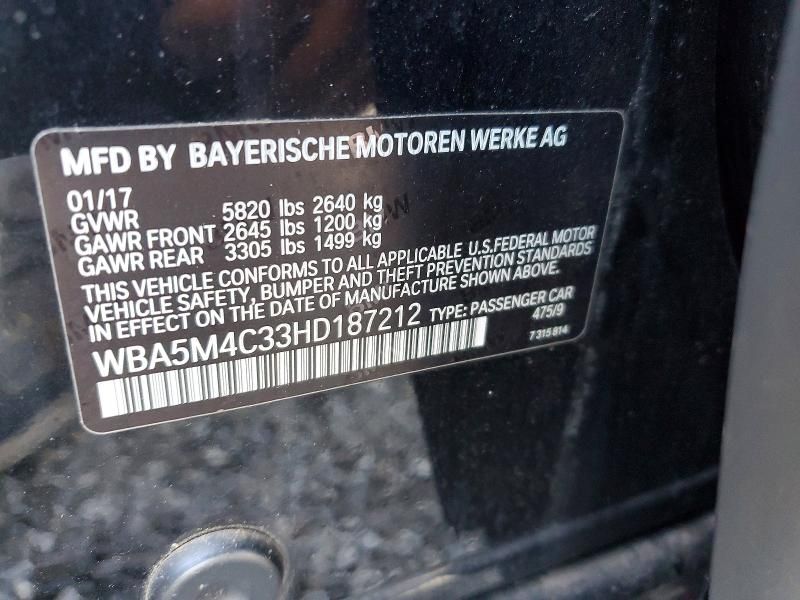 MFD BY BAYERISCHE MOTOREN WERKE AG
01/17
GVWR 5820 lbs 2640 kg
GAWR FRONT 2645 lbs 1200 kg
GAWR REAR 3305 lbs 1499 kg
THIS VEHICLE CONFORMS TO ALL APPLICABLE U.S.FEDERAL MOTOR
VEHICLE SAFETY, BUMPER AND THEFT PREVENTION STANDARDS
IN EFFECT ON THE DATE OF MANUFACTURE SHOWN ABOVE.
WBA5M4C33HD187212 TYPE: PASSENGER CAR
475/9
7 315 814